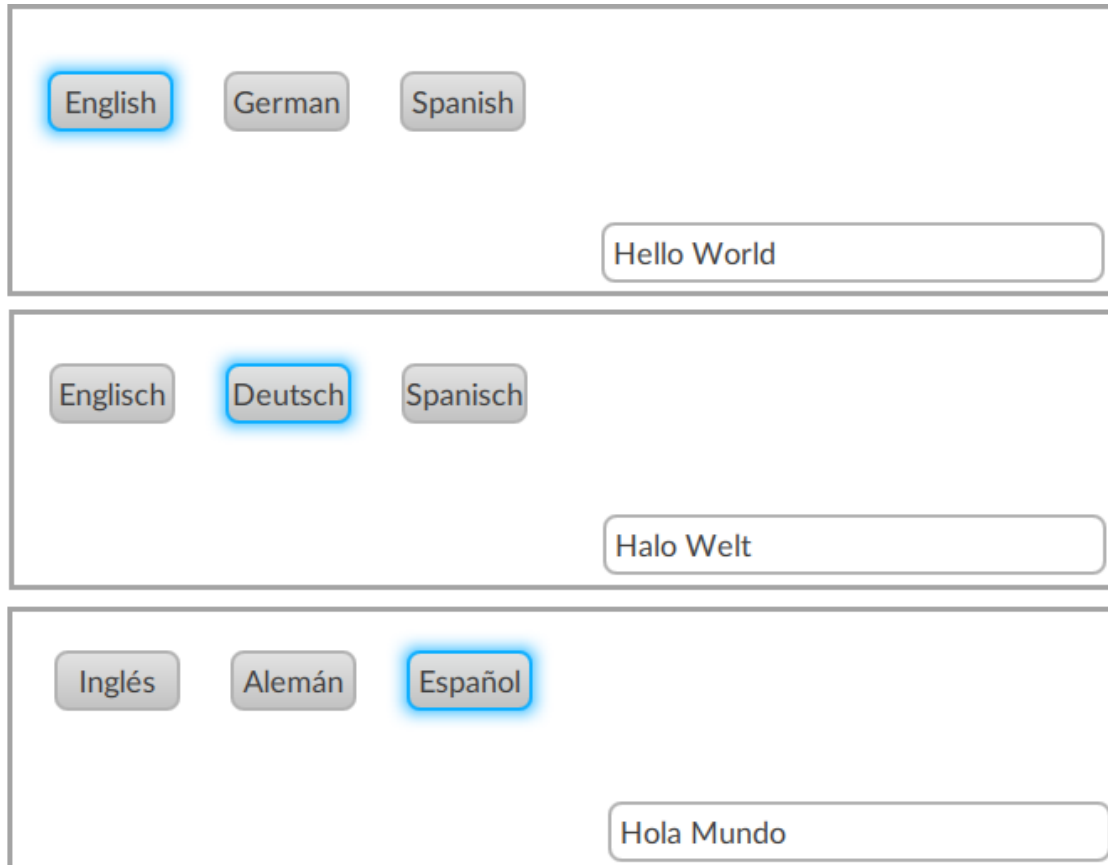 English German Spanish
Hello World
Englisch Deutsch Spanisch
Halo Welt
Inglés Alemán Español
Hola Mundo